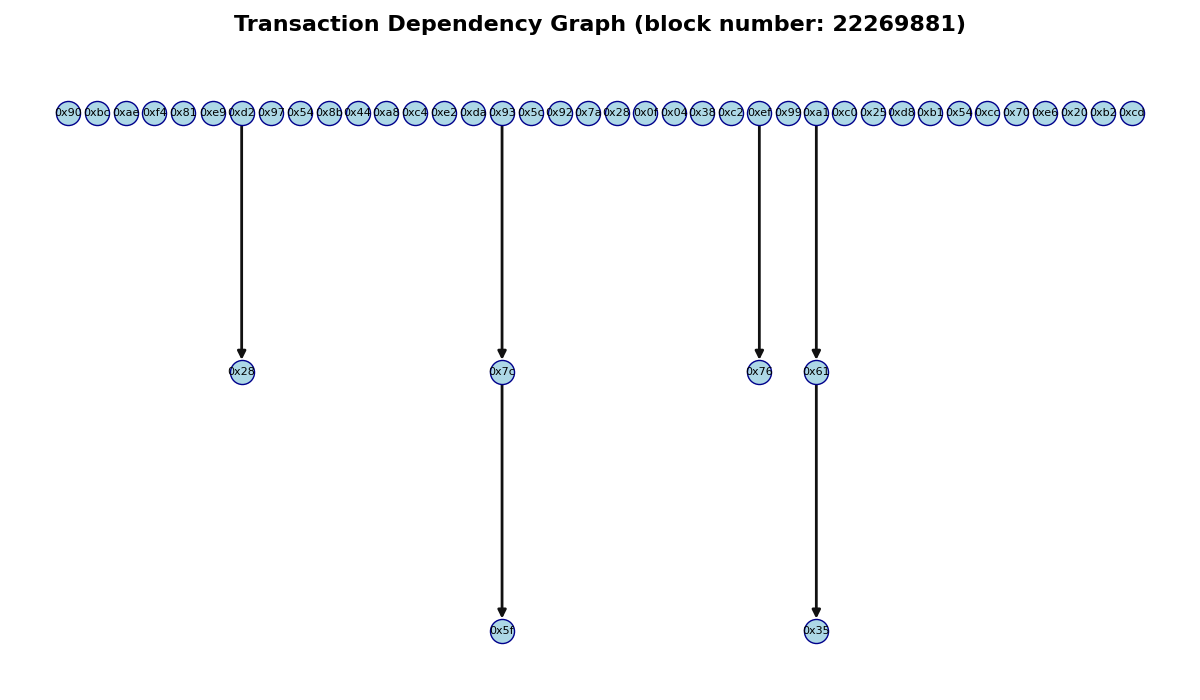 Transaction Dependency Graph (block number: 22269881)
0x90 0xbc 0xae 0xf4 0x81 0xe9 0xd2 0x97 0x54 0x8b 0x44 0xa8 0xc4 0xe2 0xda 0x93 0x5c 0x92 0x7a 0x28 0x0f 0x04 0x38 0xc2 0xef 0x99 0xa1 0xc0 0x25 0xd8 0xb1 0x54 0xcc 0x70 0xe6 0x20 0xb2 0xcd
0x28 0x7c 0x76 0x61
0x5f 0x35